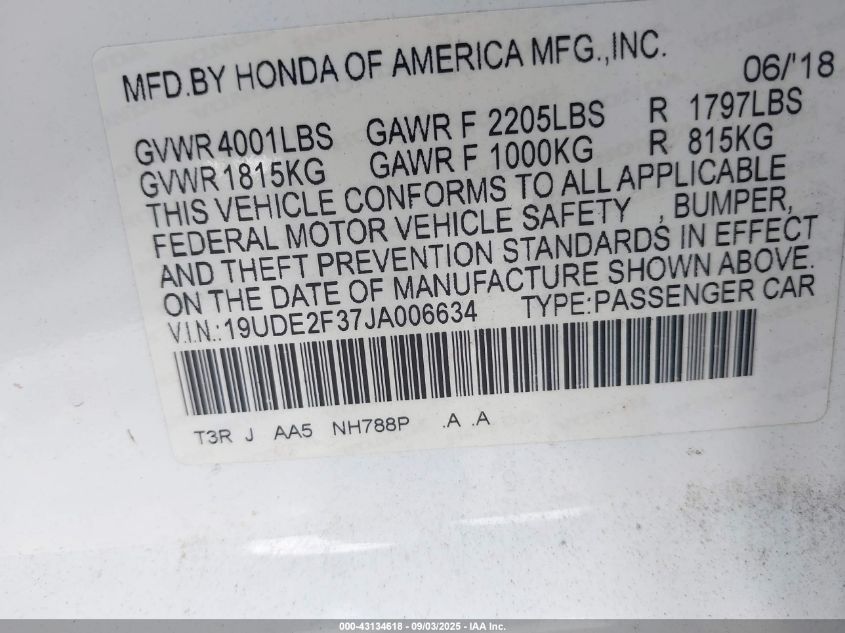 MFD.BY HONDA OF AMERICA MFG.,INC. 06/'18
GVWR 4001LBS GAWR F 2205LBS R 1797LBS
GVWR 1815KG GAWR F 1000KG R 815KG
THIS VEHICLE CONFORMS TO ALL APPLICABLE
FEDERAL MOTOR VEHICLE SAFETY , BUMPER,
AND THEFT PREVENTION STANDARDS IN EFFECT
ON THE DATE OF MANUFACTURE SHOWN ABOVE.
V.I.N.:19UDE2F37JA006634 TYPE:PASSENGER CAR
T3R J AA5 NH788P .A .A
000-43134618 - 09/03/2025 - IAA Inc.